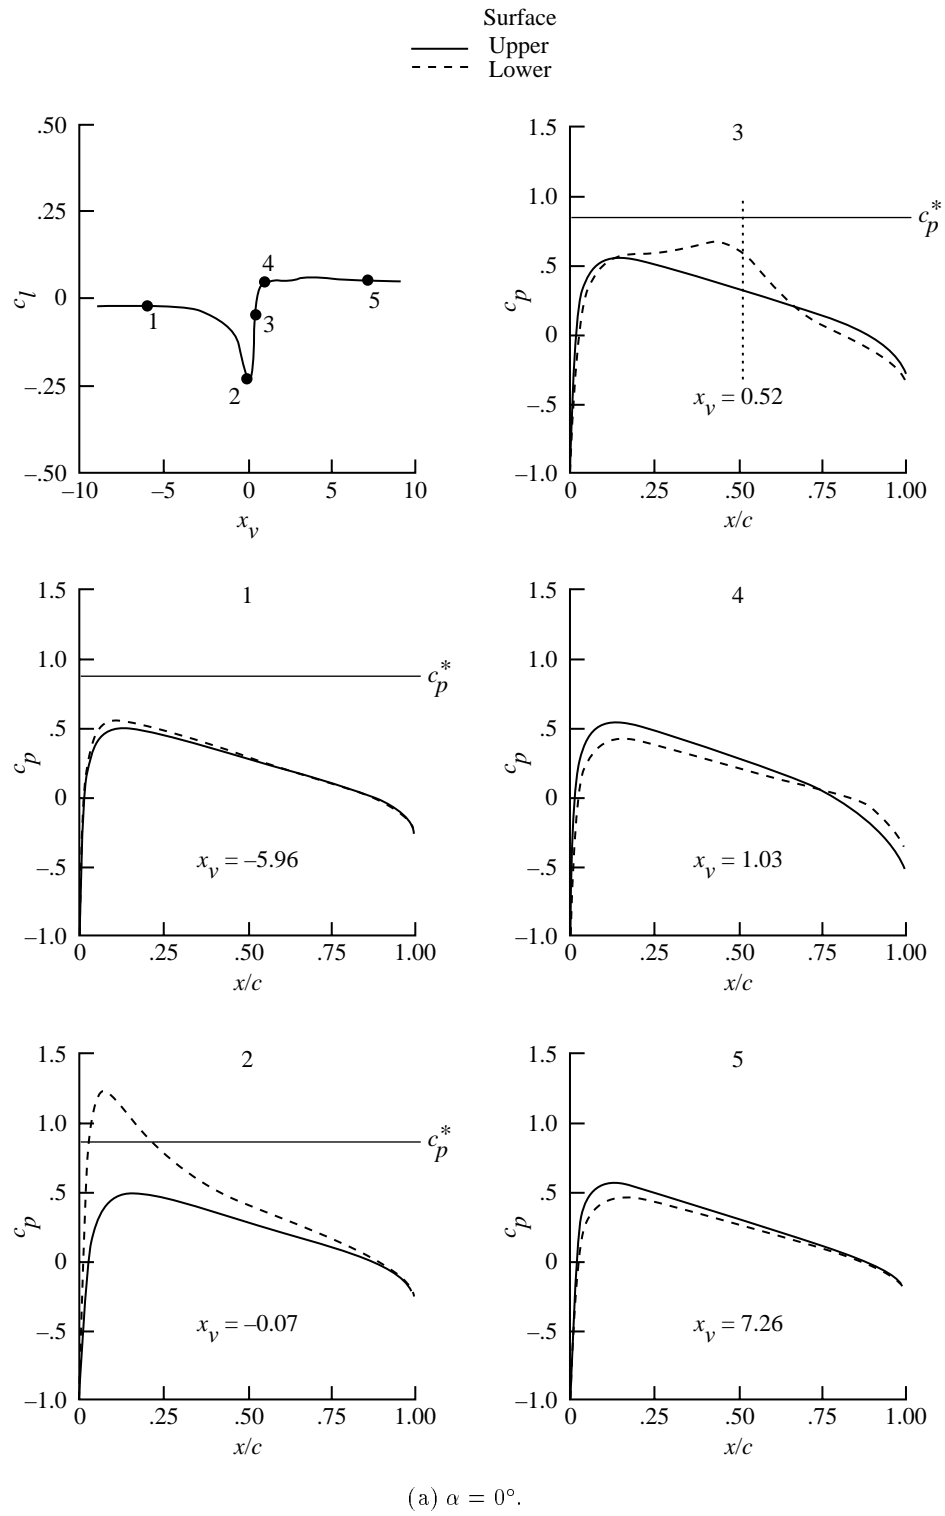 Surface
Upper
Lower
.50
.25
0
–.25
–.50
c_l
1
2
3
4
5
–10 –5 0 5 10
x_v
3
1.5
1.0
.5
0
–.5
–1.0
c_p
c_p*
x_v = 0.52
0 .25 .50 .75 1.00
x/c
1
1.5
1.0
.5
0
–.5
–1.0
c_p
c_p*
x_v = –5.96
0 .25 .50 .75 1.00
x/c
4
1.5
1.0
.5
0
–.5
–1.0
c_p
x_v = 1.03
0 .25 .50 .75 1.00
x/c
2
1.5
1.0
.5
0
–.5
–1.0
c_p
c_p*
x_v = –0.07
0 .25 .50 .75 1.00
x/c
5
1.5
1.0
.5
0
–.5
–1.0
c_p
x_v = 7.26
0 .25 .50 .75 1.00
x/c
(a) α = 0°.